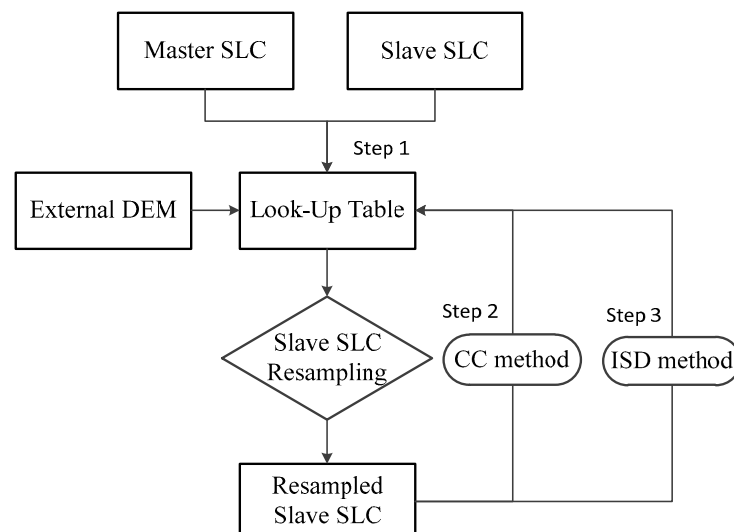 Master SLC
Slave SLC
Step 1
External DEM
Look-Up Table
Step 2
Step 3
Slave SLC
Resampling
CC method
ISD method
Resampled
Slave SLC